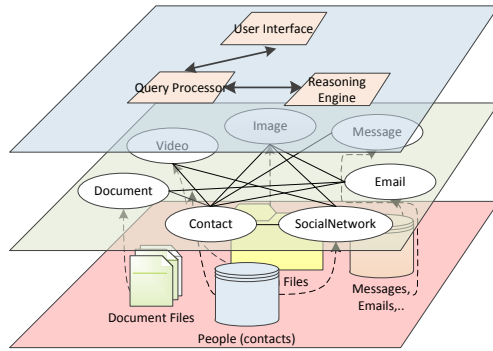 User Interface
Query Processor
Reasoning
Engine
Image
Video
Message
Document
Email
Contact
SocialNetwork
Files
Document Files
Messages,
Emails,..
People (contacts)